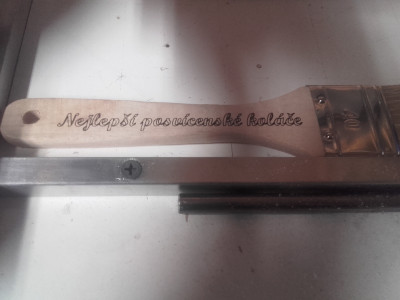 Nejlepší posvícenské koláče